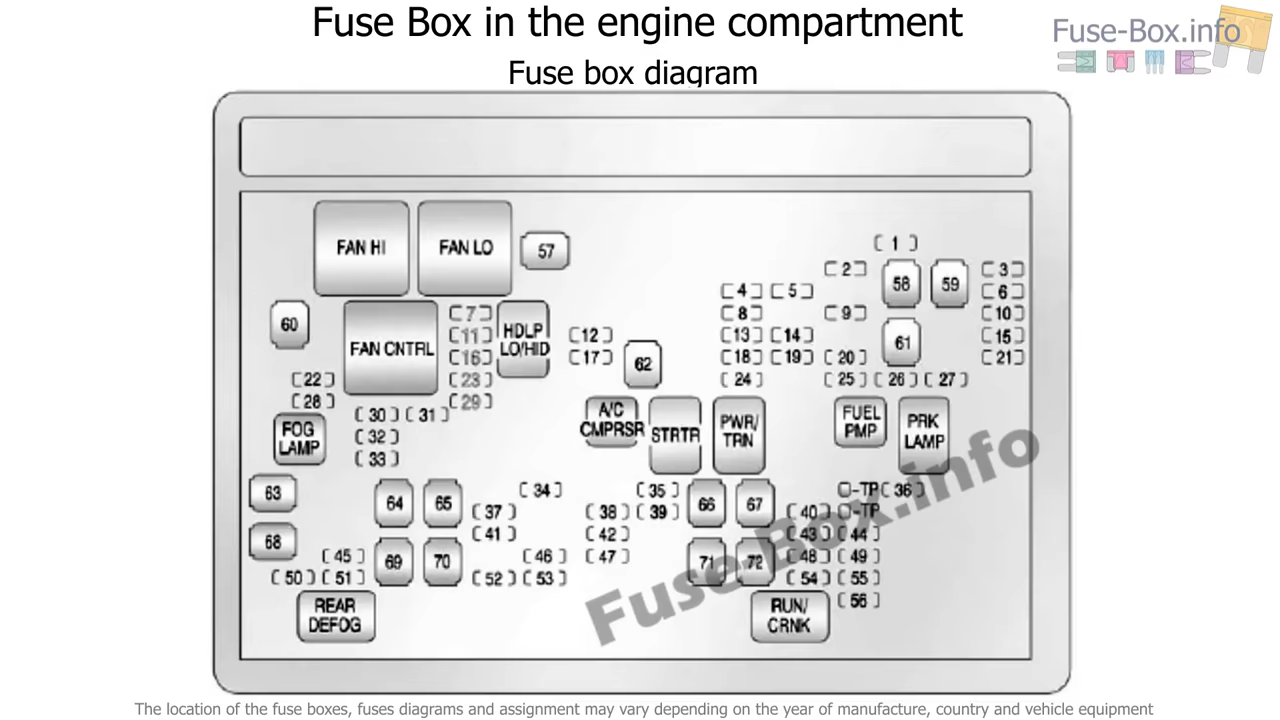 Fuse Box in the engine compartment
Fuse-Box.info
Fuse box diagram
FAN HI
FAN LO
57
1
2
58
59
3
4
5
6
60
FAN CNTRL
7
HDLP
LO/HID
8
9
10
11
12
13
14
61
15
16
17
62
18
19
20
21
22
23
24
25
26
27
28
29
30
31
FOG
LAMP
A/C
CMPRSR
STRTR
PWR/
TRN
FUEL
PMP
PRK
LAMP
32
33
63
64
65
34
35
66
67
TP
36
37
38
39
40
TP
68
41
42
43
44
45
69
70
46
47
71
72
48
49
50
51
52
53
54
55
56
REAR
DEFOG
RUN/
CRNK
Fuse-Box.info
The location of the fuse boxes, fuses diagrams and assignment may vary depending on the year of manufacture, country and vehicle equipment